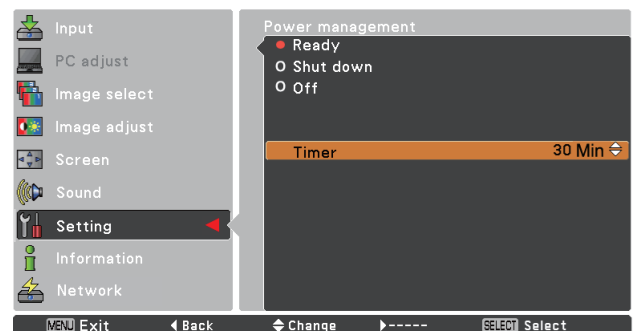 Input
PC adjust
Image select
Image adjust
Screen
Sound
Setting
Information
Network
Power management
Ready
Shut down
Off
Timer 30 Min
MENU Exit Back Change ----- SELECT Select